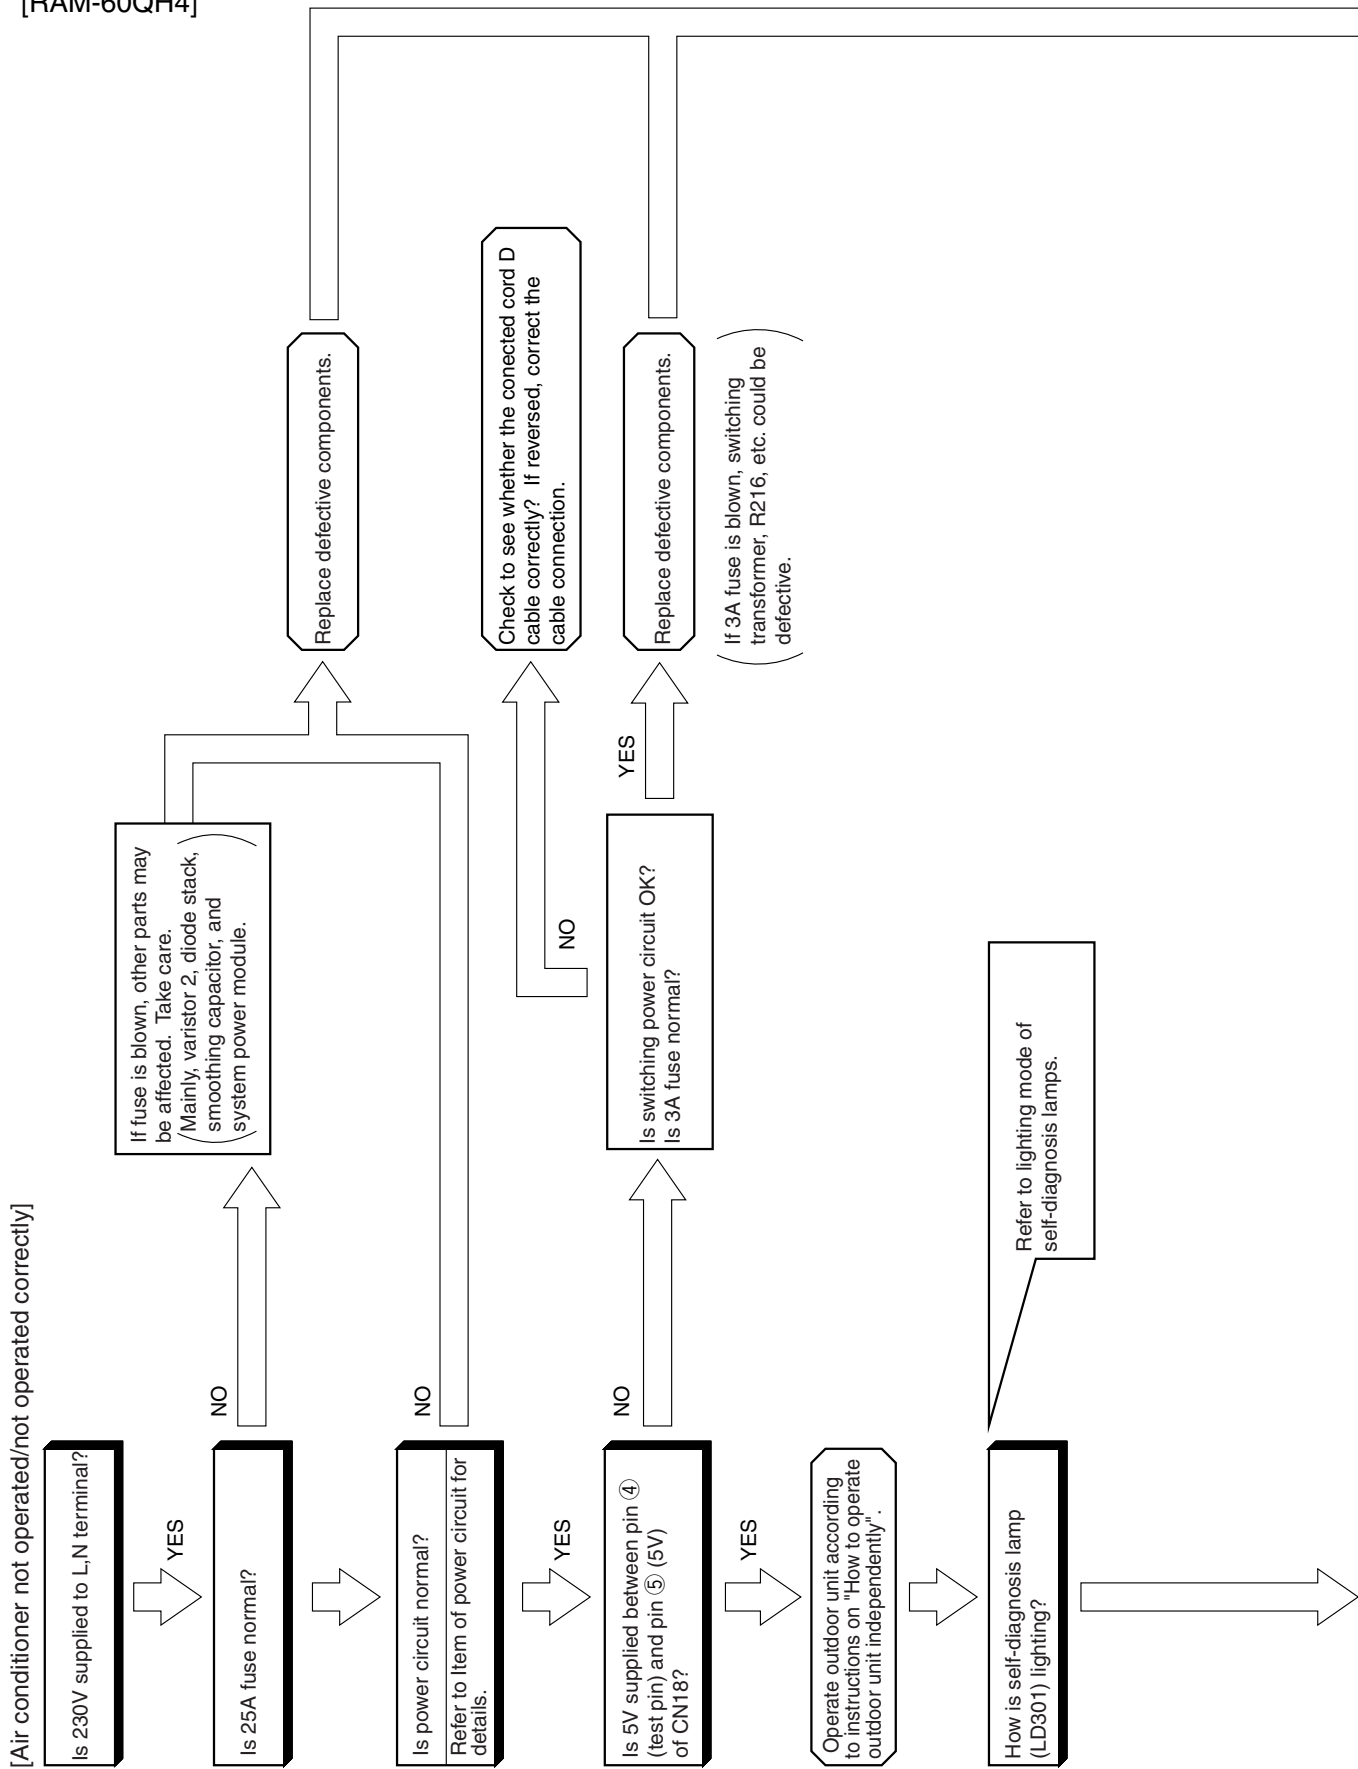 [RAM-60QH4]
[Air conditioner not operated/not operated correctly]
Is 230V supplied to L,N terminal?
YES
Is 25A fuse normal?
NO
If fuse is blown, other parts may
be affected. Take care.
Mainly, varistor 2, diode stack,
smoothing capacitor, and
system power module.
Replace defective components.
Is power circuit normal?
Refer to Item of power circuit for
details.
NO
YES
Is 5V supplied between pin ④
(test pin) and pin ⑤ (5V)
of CN18?
NO
Is switching power circuit OK?
Is 3A fuse normal?
NO
Check to see whether the conected cord D
cable correctly? If reversed, correct the
cable connection.
YES
Replace defective components.
If 3A fuse is blown, switching
transformer, R216, etc. could be
defective.
YES
Operate outdoor unit according
to instructions on "How to operate
outdoor unit independently".
How is self-diagnosis lamp
(LD301) lighting?
Refer to lighting mode of
self-diagnosis lamps.